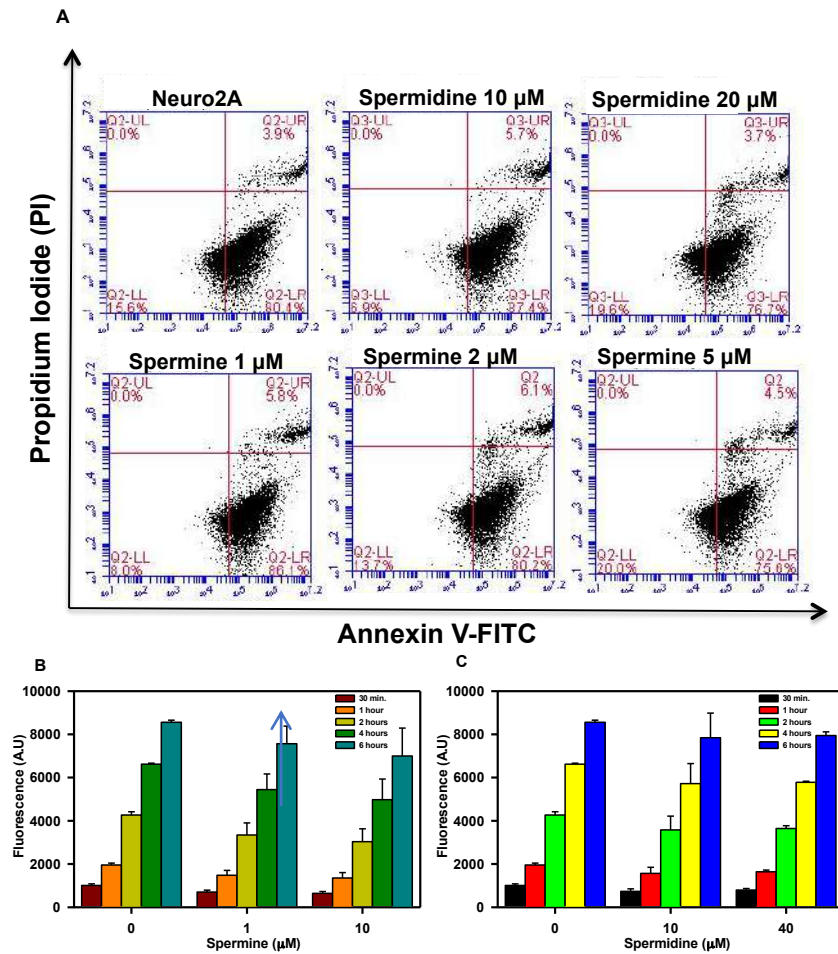 A
Propidium Iodide (PI)
Neuro2A
Q2-UL
0.0%
Q2-UR
3.9%
Q2-LL
15.6%
Q2-LR
80.4%
Spermidine 10 µM
Q3-UL
0.0%
Q3-UR
5.7%
Q3-LL
6.9%
Q3-LR
87.4%
Spermidine 20 µM
Q3-UL
0.0%
Q3-UR
3.7%
Q3-LL
19.6%
Q3-LR
76.7%
Spermine 1 µM
Q2-UL
0.0%
Q2-UR
5.8%
Q2-LL
8.0%
Q2-LR
86.1%
Spermine 2 µM
Q2-UL
0.0%
Q2
6.1%
Q2-LL
13.7%
Q2-LR
80.2%
Spermine 5 µM
Q2-UL
0.0%
Q2
4.5%
Q2-LL
20.0%
Q2-LR
75.6%
Annexin V-FITC
B
Fluorescence (A.U)
10000
8000
6000
4000
2000
0
30 min.
1 hour
2 hours
4 hours
6 hours
0 1 10
Spermine (µM)
C
Fluorescence (A.U)
10000
8000
6000
4000
2000
0
30 min.
1 hour
2 hours
4 hours
6 hours
0 10 40
Spermidine (µM)